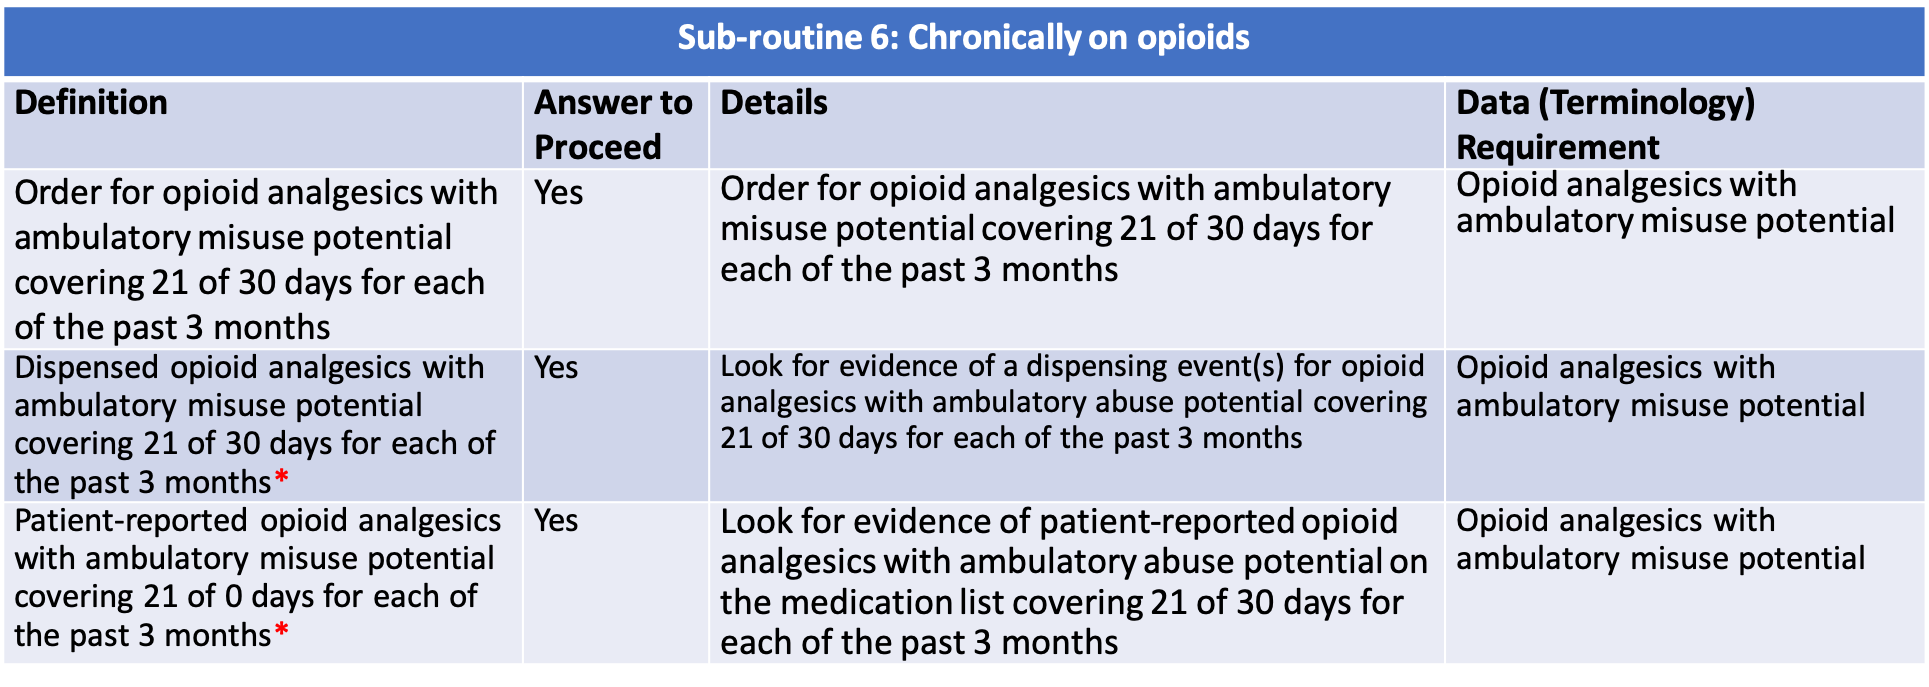 Sub-routine 6: Chronically on opioids
Definition
Answer to
Proceed
Details
Data (Terminology)
Requirement
Order for opioid analgesics with
ambulatory misuse potential
covering 21 of 30 days for each
of the past 3 months
Yes
Order for opioid analgesics with ambulatory
misuse potential covering 21 of 30 days for
each of the past 3 months
Opioid analgesics with
ambulatory misuse potential
Dispensed opioid analgesics with
ambulatory misuse potential
covering 21 of 30 days for each of
the past 3 months*
Yes
Look for evidence of a dispensing event(s) for opioid
analgesics with ambulatory abuse potential covering
21 of 30 days for each of the past 3 months
Opioid analgesics with
ambulatory misuse potential
Patient-reported opioid analgesics
with ambulatory misuse potential
covering 21 of 0 days for each of
the past 3 months*
Yes
Look for evidence of patient-reported opioid
analgesics with ambulatory abuse potential on
the medication list covering 21 of 30 days for
each of the past 3 months
Opioid analgesics with
ambulatory misuse potential